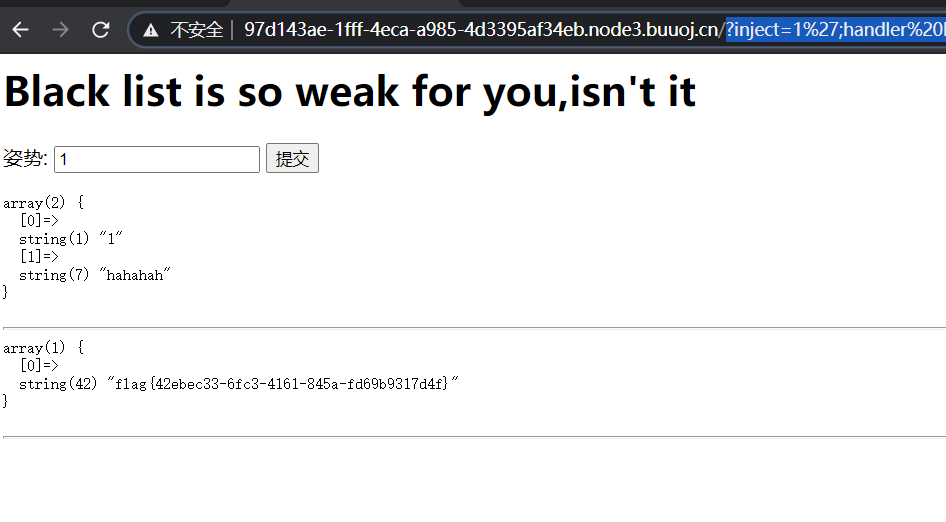 不安全 97d143ae-1fff-4eca-a985-4d3395af34eb.node3.buuoj.cn/?inject=1%27;handler%20
Black list is so weak for you,isn't it
姿势: 1 提交
array(2) {
  [0]=>
  string(1) "1"
  [1]=>
  string(7) "hahahah"
}
array(1) {
  [0]=>
  string(42) "flag{42ebec33-6fc3-4161-845a-fd69b9317d4f}"
}